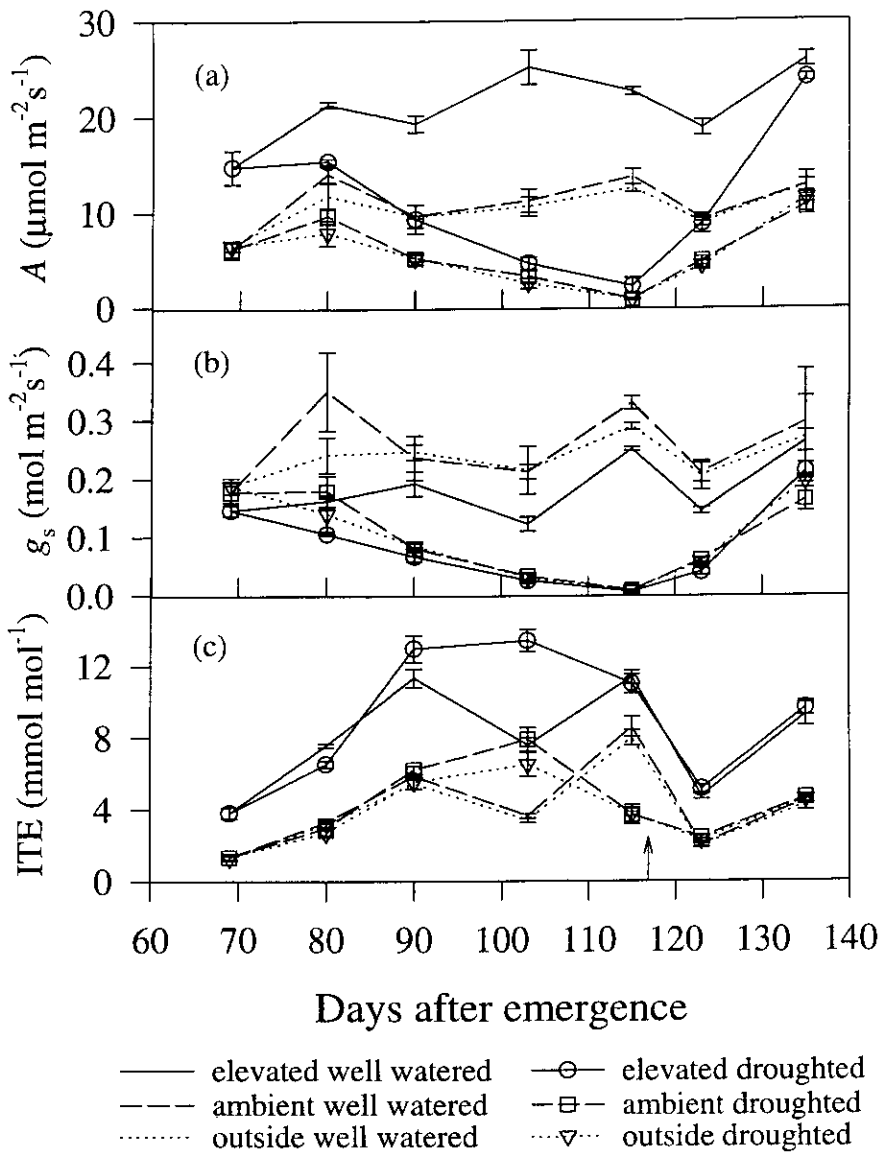 30
(a)
20
10
0
A (μmol m⁻²s⁻¹)
0.4
(b)
0.3
0.2
0.1
0.0
gₛ (mol m⁻²s⁻¹)
(c)
12
8
4
0
ITE (mmol mol⁻¹)
60 70 80 90 100 110 120 130 140
Days after emergence
elevated well watered elevated droughted
ambient well watered ambient droughted
outside well watered outside droughted